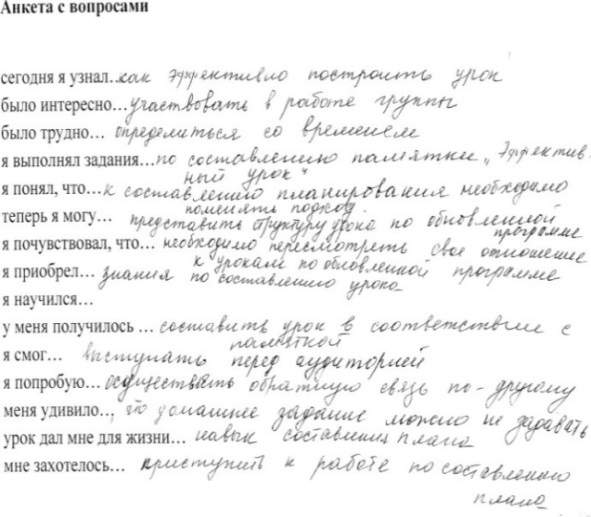 Анкета с вопросами
сегодня я узнал..как эффективно построить урок
было интересно…участвовать в работе группы
было трудно… определиться со временем
я выполнял задания…по составлению памятки „Эффектив-
ный урок"
я понял, что…к составлению планирования необходимо
поменять подход.
теперь я могу… представить структуру урока по обновленной
программе
я почувствовал, что… необходимо пересмотреть свое отношение
к урокам по обновленной программе
я приобрел… знания по составлению урока
я научился…
у меня получилось … составить урок в соответствии с
памяткой
я смог… выступать перед аудиторией
я попробую…осуществять обратную связь по-другому
меня удивило.., что домашнее задание можно не задавать
урок дал мне для жизни… навык составления плана
мне захотелось… приступить к работе по составлению
плана